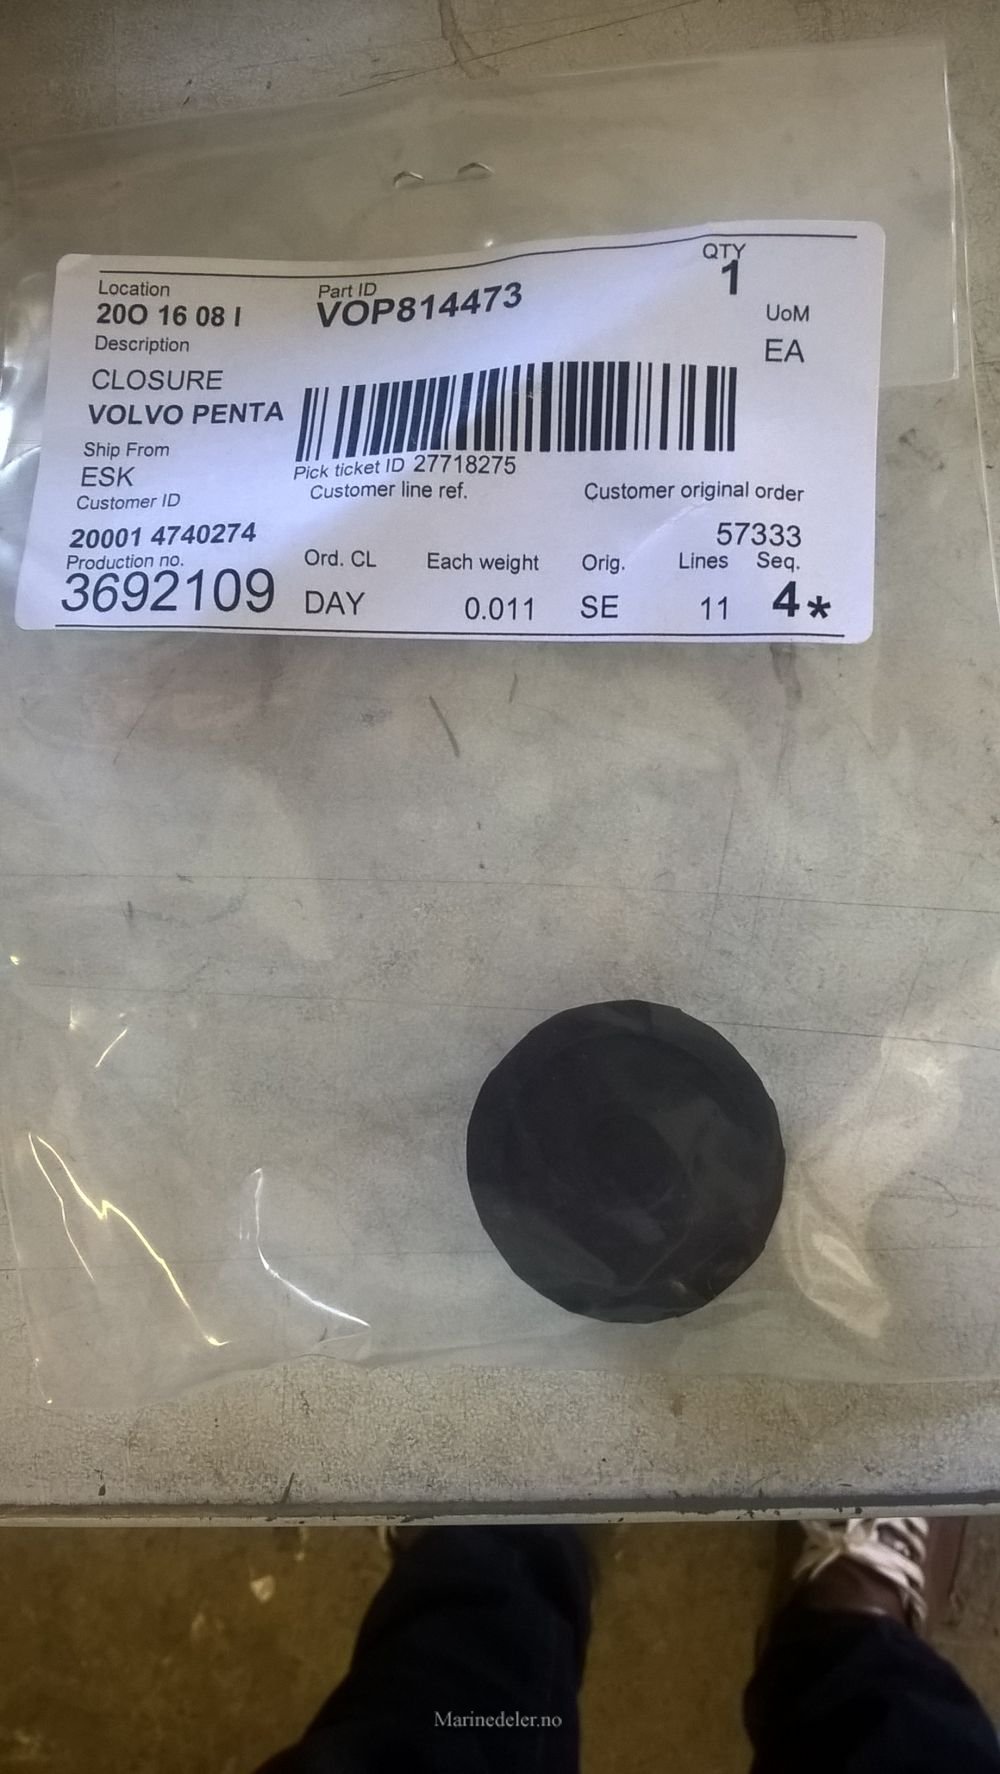 QTY
Location Part ID 1
20O 16 08 I VOP814473 UoM
Description EA
CLOSURE
VOLVO PENTA
Ship From Pick ticket ID 27718275
ESK Customer line ref. Customer original order
Customer ID
20001 4740274 57333
Production no. Ord. CL Each weight Orig. Lines Seq.
3692109 DAY 0.011 SE 11 4*
Marinedeler.no